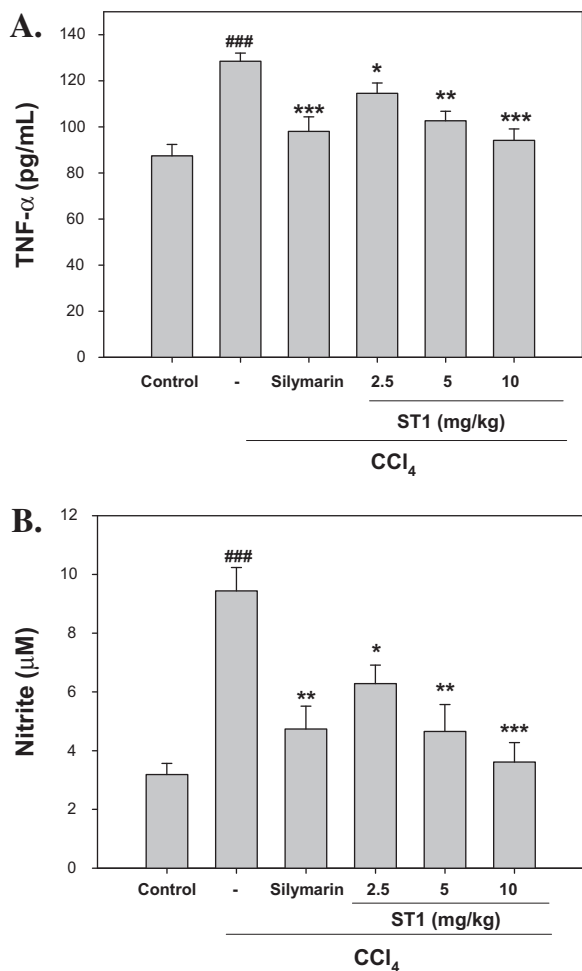 A.
TNF-α (pg/mL)
140
120
100
80
60
40
20
0
###
***
*
**
***
Control - Silymarin 2.5 5 10
ST1 (mg/kg)
CCl₄
B.
Nitrite (μM)
12
10
8
6
4
2
0
###
**
*
**
***
Control - Silymarin 2.5 5 10
ST1 (mg/kg)
CCl₄